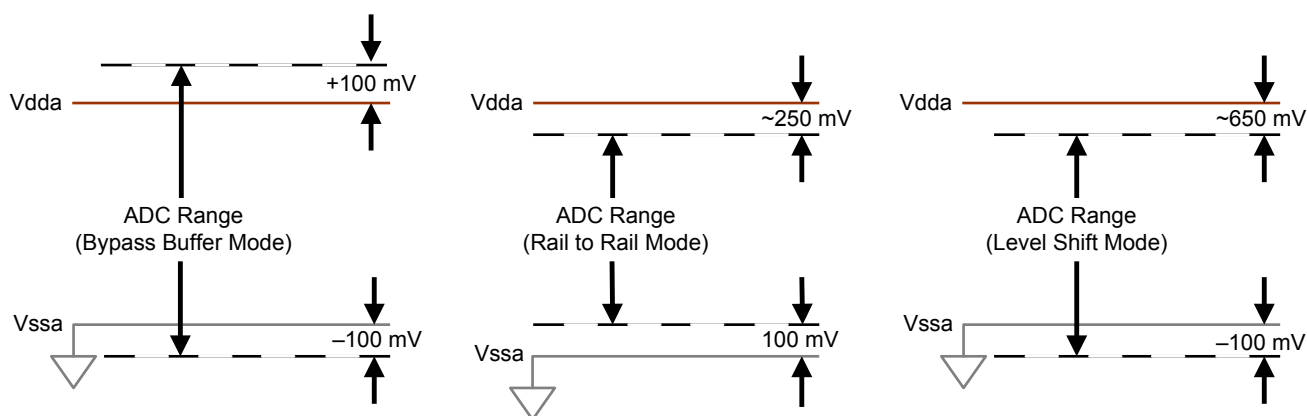 +100 mV
Vdda
ADC Range
(Bypass Buffer Mode)
Vssa
–100 mV
Vdda
~250 mV
ADC Range
(Rail to Rail Mode)
100 mV
Vssa
Vdda
~650 mV
ADC Range
(Level Shift Mode)
Vssa
–100 mV